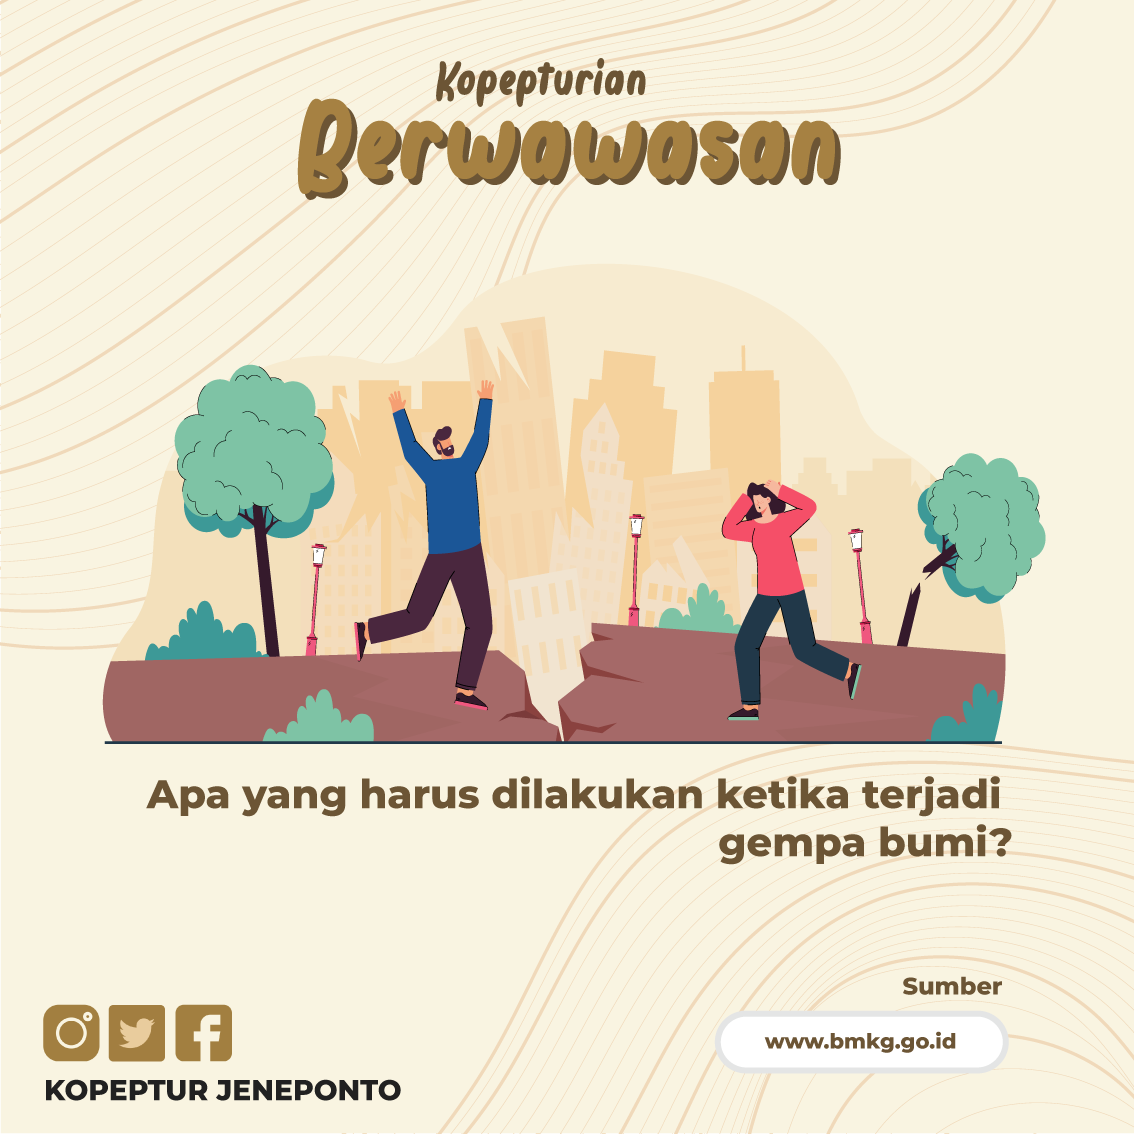 Kopepturian
Berwawasan
Apa yang harus dilakukan ketika terjadi
gempa bumi?
Sumber
www.bmkg.go.id
KOPEPTUR JENEPONTO